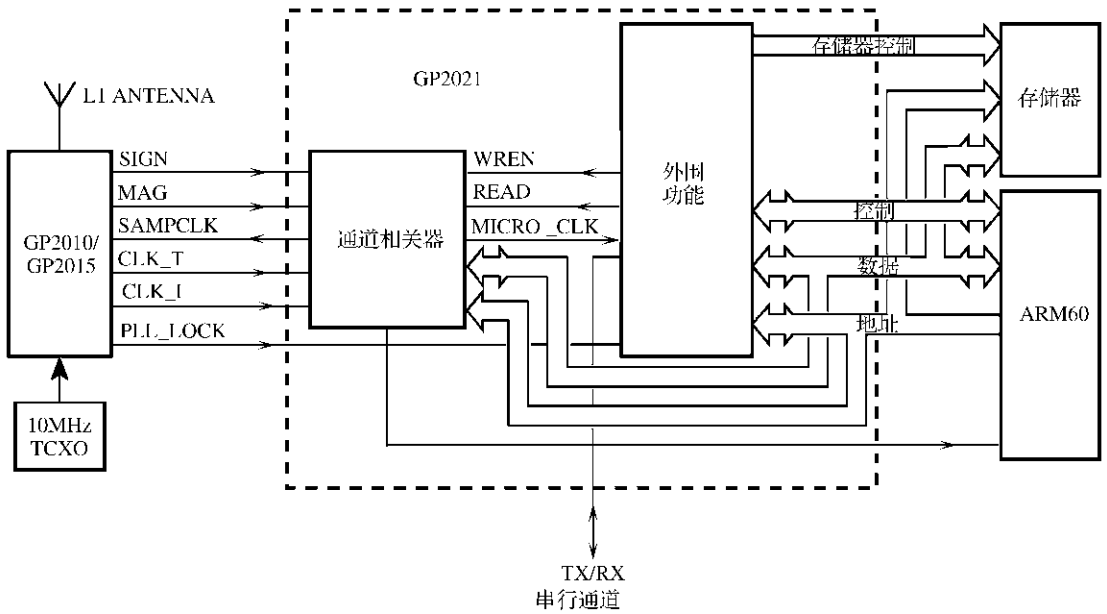 存储器控制
GP2021
L1 ANTENNA
存储器
SIGN
WREN
外围
功能
MAG
READ
控制
SAMPCLK
通道相关器
MICRO_CLK
GP2010/
GP2015
CLK_T
数据
CLK_I
ARM60
PLL_LOCK
地址
10MHz
TCXO
TX/RX
串行通道